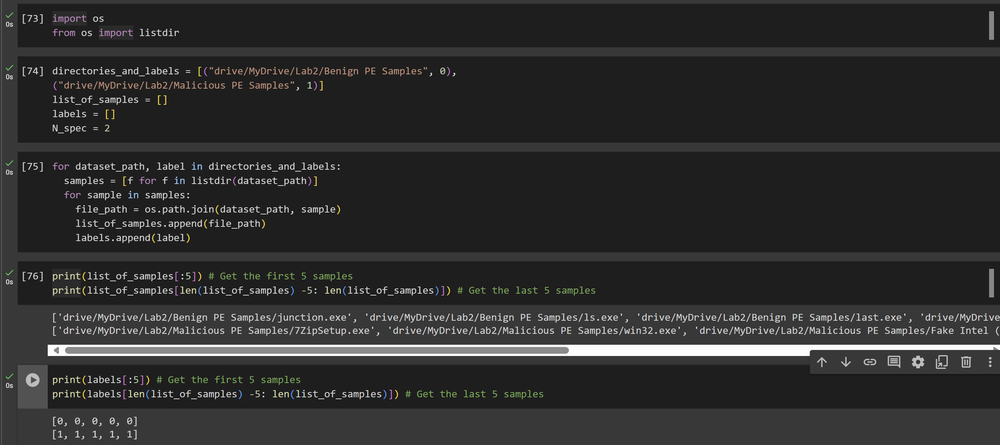 [73] import os
0s
from os import listdir
[74] directories_and_labels = [("drive/MyDrive/Lab2/Benign PE Samples", 0),
0s
("drive/MyDrive/Lab2/Malicious PE Samples", 1)]
list_of_samples = []
labels = []
N_spec = 2
[75] for dataset_path, label in directories_and_labels:
0s
samples = [f for f in listdir(dataset_path)]
for sample in samples:
file_path = os.path.join(dataset_path, sample)
list_of_samples.append(file_path)
labels.append(label)
[76] print(list_of_samples[:5]) # Get the first 5 samples
0s
print(list_of_samples[len(list_of_samples) -5: len(list_of_samples)]) # Get the last 5 samples
['drive/MyDrive/Lab2/Benign PE Samples/junction.exe', 'drive/MyDrive/Lab2/Benign PE Samples/ls.exe', 'drive/MyDrive/Lab2/Benign PE Samples/last.exe', 'drive/MyDrive
['drive/MyDrive/Lab2/Malicious PE Samples/7ZipSetup.exe', 'drive/MyDrive/Lab2/Malicious PE Samples/win32.exe', 'drive/MyDrive/Lab2/Malicious PE Samples/Fake Intel (
print(labels[:5]) # Get the first 5 samples
0s
print(labels[len(list_of_samples) -5: len(list_of_samples)]) # Get the last 5 samples
[0, 0, 0, 0, 0]
[1, 1, 1, 1, 1]